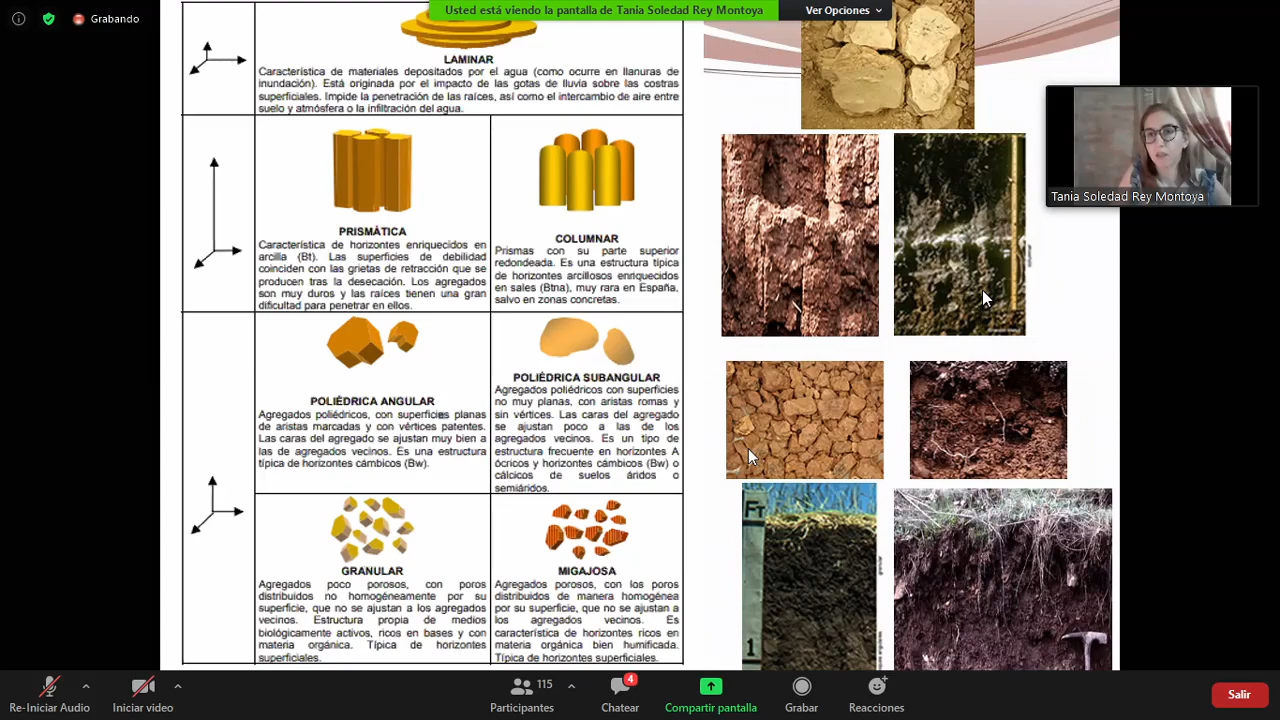 Grabando
Usted está viendo la pantalla de Tania Soledad Rey Montoya
Ver Opciones
LAMINAR
Característica de materiales depositados por el agua (como ocurre en llanuras de
inundación). Está originada por el impacto de las gotas de lluvia sobre las costras
superficiales. Impide la penetración de las raíces, así como el intercambio de aire entre
suelo y atmósfera o la infiltración del agua.
PRISMÁTICA
Característica de horizontes enriquecidos en
arcilla (Bt). Las superficies de debilidad
coinciden con las grietas de retracción que se
producen tras la desecación. Los agregados
son muy duros y las raíces tienen una gran
dificultad para penetrar en ellos.
COLUMNAR
Prismas con su parte superior
redondeada. Es una estructura típica
de horizontes arcillosos enriquecidos
en sales (Btna), muy rara en España,
salvo en zonas concretas.
POLIÉDRICA ANGULAR
Agregados poliédricos, con superficies planas
de aristas marcadas y con vértices patentes.
Las caras del agregado se ajustan muy bien a
las de agregados vecinos. Es una estructura
típica de horizontes cámbicos (Bw).
POLIÉDRICA SUBANGULAR
Agregados poliédricos con superficies
no muy planas, con aristas romas y
sin vértices. Las caras del agregado
se ajustan poco a las de los
agregados vecinos. Es un tipo de
estructura frecuente en horizontes A
ócricos y horizontes cámbicos (Bw) o
cálcicos de suelos áridos o
semiáridos.
GRANULAR
Agregados poco porosos, con poros
distribuidos no homogéneamente por su
superficie, que no se ajustan a los agregados
vecinos. Estructura propia de medios
biológicamente activos, ricos en bases y con
materia orgánica. Típica de horizontes
superficiales.
MIGAJOSA
Agregados porosos, con los poros
distribuidos de manera homogénea
por su superficie, que no se ajustan a
los agregados vecinos. Es
característica de horizontes ricos en
materia orgánica bien humificada.
Típica de horizontes superficiales.
FT
1
Tania Soledad Rey Montoya
Re-Iniciar Audio
Iniciar video
115
Participantes
4
Chatear
Compartir pantalla
Grabar
Reacciones
Salir